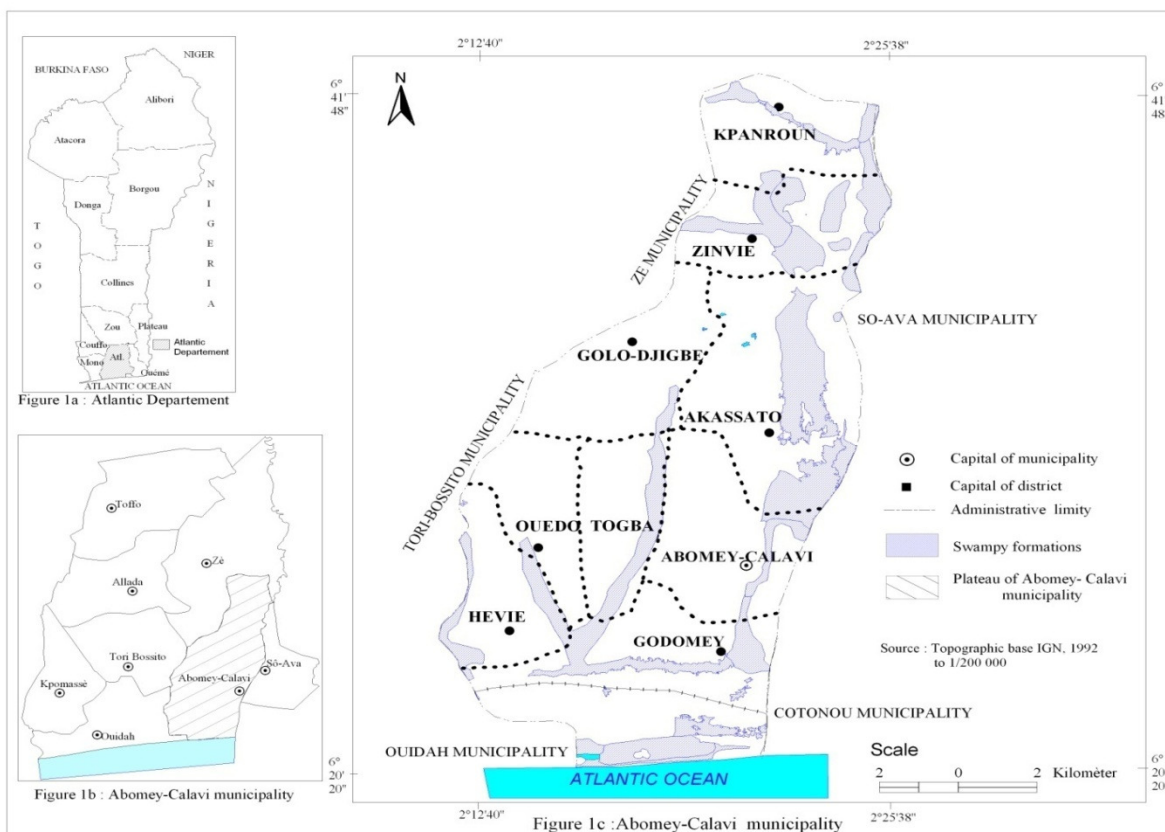 NIGER
BURKINA FASO
Alibori
Atacora
Borgou
Donga
TOGO
NIGERIA
Collines
Zou
Plateau
Couffo
Atl.
Mono
Ouémé
Atlantic
Departement
ATLANTIC OCEAN
Figure 1a : Atlantic Departement
Toffo
Zè
Allada
Tori Bossito
Sô-Ava
Kpomassè
Abomey-Calavi
Ouidah
Figure 1b : Abomey-Calavi municipality
2°12'40"
2°25'38"
6°
41'
48"
6°
41'
48"
N
KPANROUN
ZE MUNICIPALITY
ZINVIE
SO-AVA MUNICIPALITY
GOLO-DJIGBE
AKASSATO
TORI-BOSSITO MUNICIPALITY
OUEDO
TOGBA
ABOMEY-CALAVI
HEVIE
GODOMEY
COTONOU MUNICIPALITY
OUIDAH MUNICIPALITY
ATLANTIC OCEAN
Capital of municipality
Capital of district
Administrative limity
Swampy formations
Plateau of Abomey- Calavi
municipality
Source : Topographic base IGN, 1992
to 1/200 000
Scale
2 0 2 Kilomèter
6°
20'
20"
6°
20'
20"
2°12'40"
2°25'38"
Figure 1c :Abomey-Calavi municipality